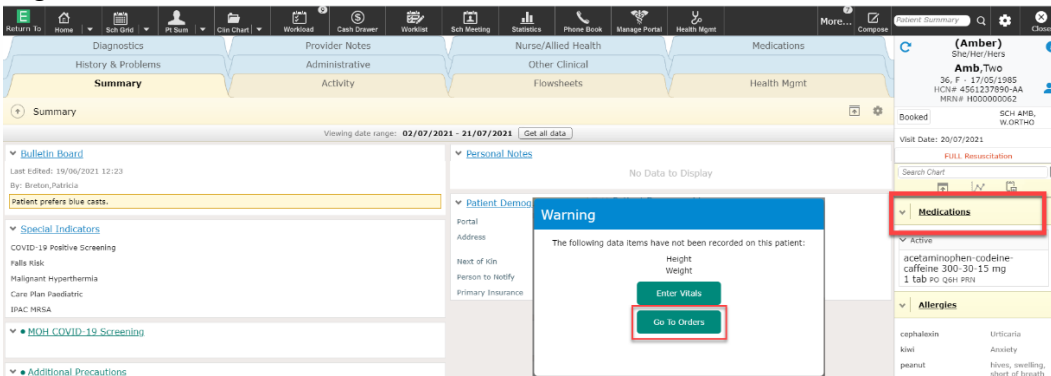 Return To Home Sch Grid Pt Sum Clin Chart Workload Cash Drawer Worklist Sch Meeting Statistics Phone Book Manage Portal Health Mgmt More... Compose Patient Summary Close
Diagnostics Provider Notes Nurse/Allied Health Medications
History & Problems Administrative Other Clinical
Summary Activity Flowsheets Health Mgmt
Summary
Viewing date range: 02/07/2021 - 21/07/2021 Get all data
Bulletin Board
Last Edited: 19/06/2021 12:23
By: Breton,Patricia
Patient prefers blue casts.
Special Indicators
COVID-19 Positive Screening
Falls Risk
Malignant Hyperthermia
Care Plan Paediatric
IPAC MRSA
MOH COVID-19 Screening
Additional Precautions
Personal Notes
No Data to Display
Patient Demog
Portal
Address
Next of Kin
Person to Notify
Primary Insurance
Warning
The following data items have not been recorded on this patient:
Height
Weight
Enter Vitals
Go To Orders
(Amber)
She/Her/Hers
Amb,Two
36, F - 17/05/1985
HCN# 4561237890-AA
MRN# H000000062
Booked SCH AMB,
W.ORTHO
Visit Date: 20/07/2021
FULL Resuscitation
Search Chart
Medications
Active
acetaminophen-codeine-
caffeine 300-30-15 mg
1 tab PO Q6H PRN
Allergies
cephalexin Urticaria
kiwi Anxiety
peanut hives, swelling,
short of breath